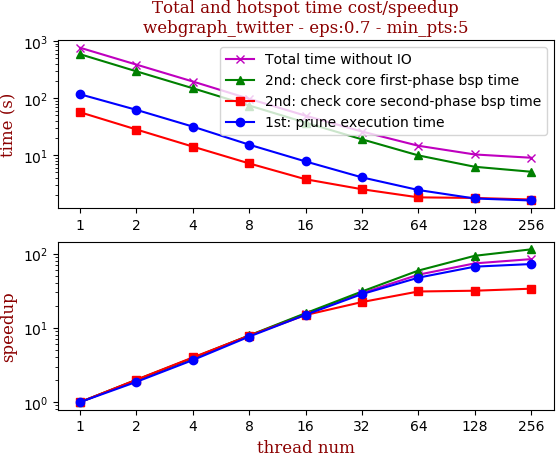 Total and hotspot time cost/speedup
webgraph_twitter - eps:0.7 - min_pts:5
time (s)
10³
10²
10¹
Total time without IO
2nd: check core first-phase bsp time
2nd: check core second-phase bsp time
1st: prune execution time
1 2 4 8 16 32 64 128 256
speedup
10²
10¹
10⁰
1 2 4 8 16 32 64 128 256
thread num